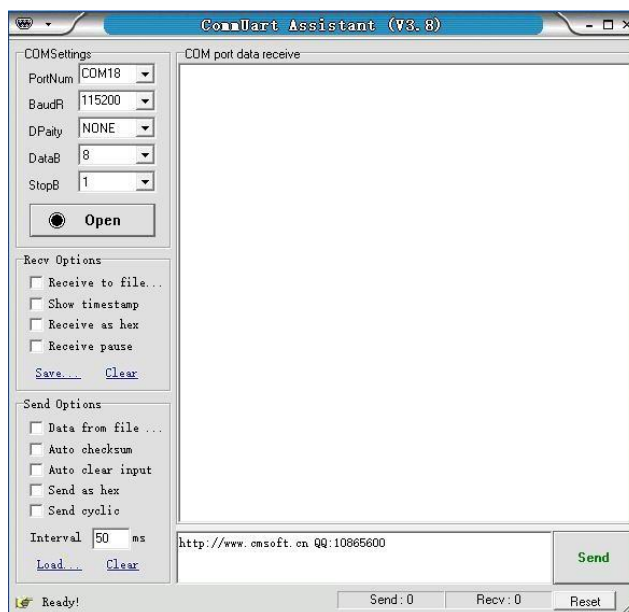 CommUart Assistant (V3.8)
COMSettings
PortNum COM18
BaudR 115200
DPaity NONE
DataB 8
StopB 1
Open
Recv Options
Receive to file...
Show timestamp
Receive as hex
Receive pause
Save... Clear
Send Options
Data from file ...
Auto checksum
Auto clear input
Send as hex
Send cyclic
Interval 50 ms
Load... Clear
COM port data receive
http://www.cmsoft.cn QQ:10865600
Send
Ready!
Send : 0
Recv : 0
Reset